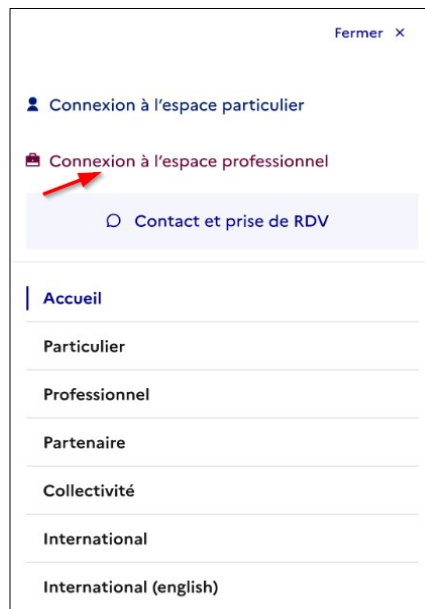 Fermer ×
Connexion à l'espace particulier
Connexion à l'espace professionnel
Contact et prise de RDV
Accueil
Particulier
Professionnel
Partenaire
Collectivité
International
International (english)